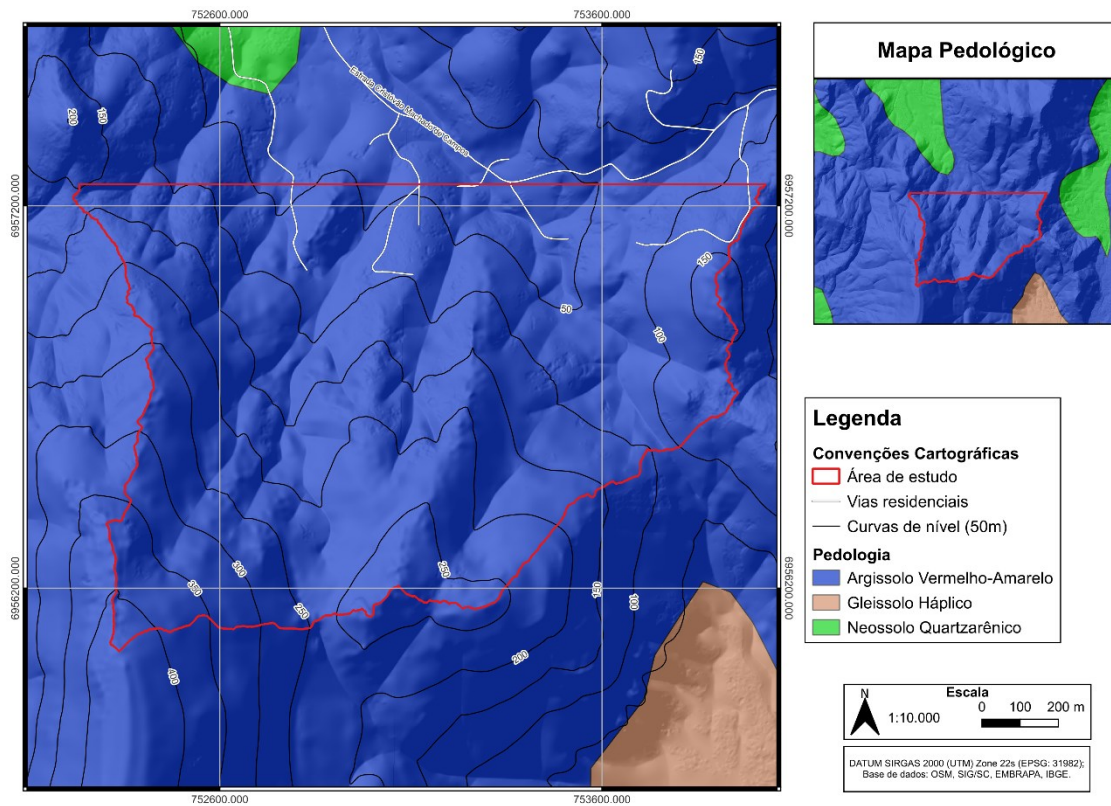 752600.000
753600.000
6957200.000
6957200.000
6956200.000
6956200.000
752600.000
753600.000
200
150
150
Estrada Cristóvão Machado de Campos
150
50
100
300
350
250
250
150
100
200
400
Mapa Pedológico
Legenda
Convenções Cartográficas
Área de estudo
Vias residenciais
Curvas de nível (50m)
Pedologia
Argissolo Vermelho-Amarelo
Gleissolo Háplico
Neossolo Quartzarênico
N
Escala
1:10.000
0 100 200 m
DATUM SIRGAS 2000 (UTM) Zone 22s (EPSG: 31982);
Base de dados: OSM, SIG/SC, EMBRAPA, IBGE.